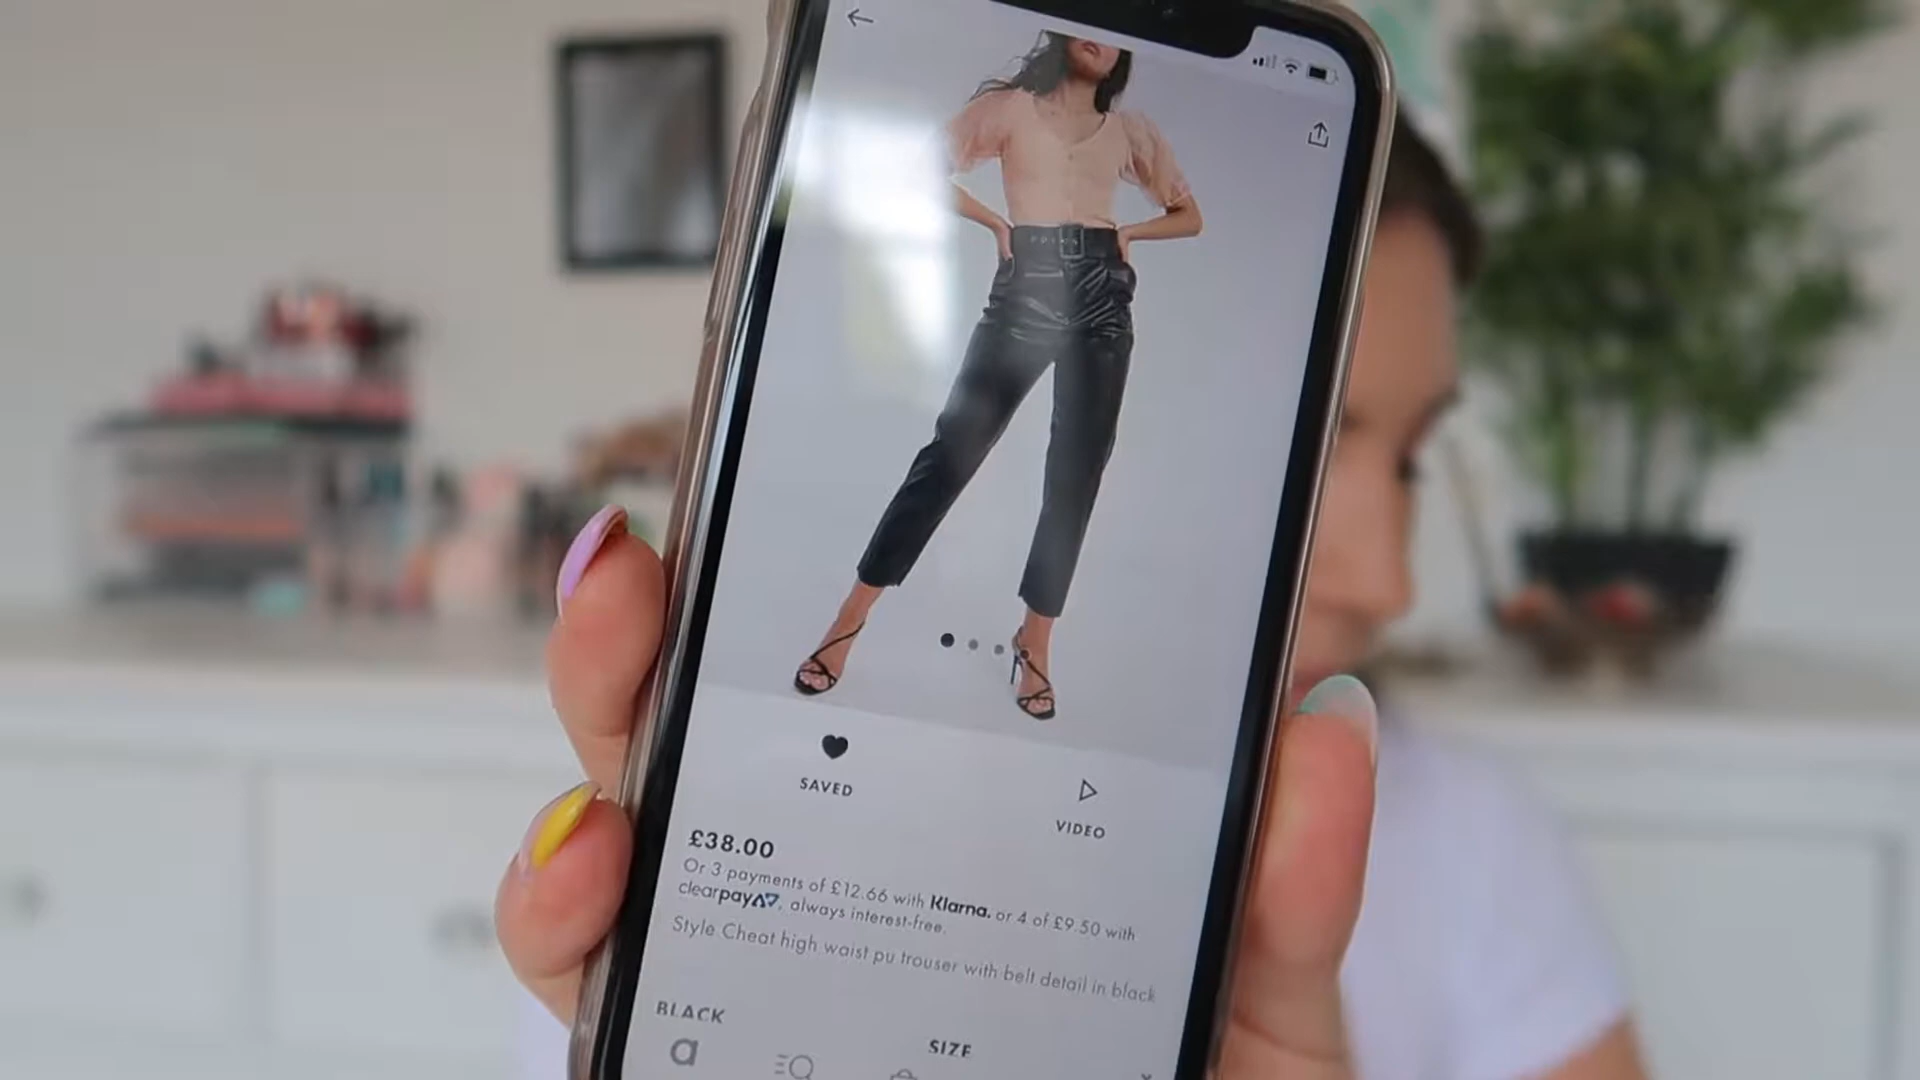 SAVED
VIDEO
£38.00
Or 3 payments of £12.66 with Klarna. or 4 of £9.50 with
clearpay, always interest-free.
Style Cheat high waist pu trouser with belt detail in black
BLACK
SIZE
a